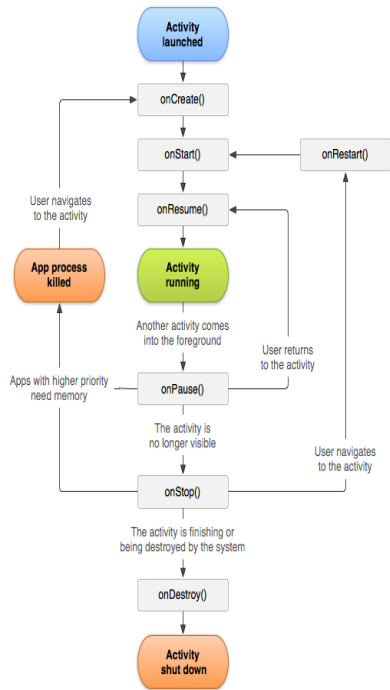 Activity
launched
onCreate()
onStart()
onRestart()
User navigates
to the activity
onResume()
App process
killed
Activity
running
Another activity comes
into the foreground
User returns
to the activity
Apps with higher priority
need memory
onPause()
The activity is
no longer visible
User navigates
to the activity
onStop()
The activity is finishing or
being destroyed by the system
onDestroy()
Activity
shut down